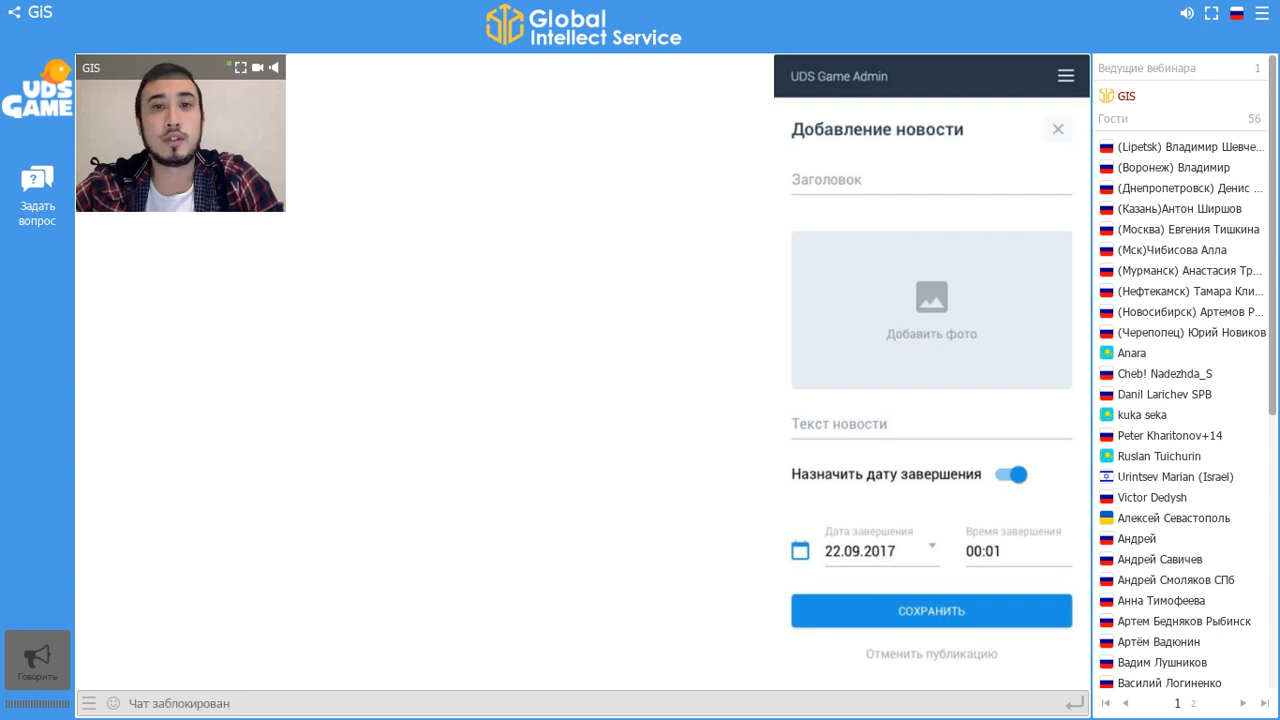 GiS
Global
Intellect Service
UDS
GAME
Задать
вопрос
Говорить
GIS
UDS Game Admin
Добавление новости
Заголовок
Добавить фото
Текст новости
Назначить дату завершения
Дата завершения
Время завершения
22.09.2017
00:01
СОХРАНИТЬ
Отменить публикацию
Чат заблокирован
Ведущие вебинара 1
GIS
Гости 56
(Lipetsk) Владимир Шевче...
(Воронеж) Владимир
(Днепропетровск) Денис ...
(Казань)Антон Ширшов
(Москва) Евгения Тишкина
(Мск)Чибисова Алла
(Мурманск) Анастасия Тр...
(Нефтекамск) Тамара Кли...
(Новосибирск) Артемов Р...
(Череповец) Юрий Новиков
Anara
Cheb! Nadezhda_S
Danil Larichev SPB
kuka seka
Peter Kharitonov+14
Ruslan Tuichurin
Urintsev Marian (Israel)
Victor Dedysh
Алексей Севастополь
Андрей
Андрей Савичев
Андрей Смоляков СПб
Анна Тимофеева
Артем Бедняков Рыбинск
Артём Вадюнин
Вадим Лушников
Василий Логиненко
1 2